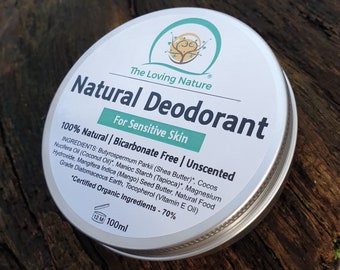 The Loving Nature
Natural Deodorant
For Sensitive Skin
100% Natural | Bicarbonate Free | Unscented
INGREDIENTS: Butyrospermum Parkii (Shea Butter)*, Cocos
Nucifera Oil (Coconut Oil)*, Manioc Starch (Tapioca)*, Magnesium
Hydroxide, Mangifera Indica (Mango) Seed Butter, Natural Food
Grade Diatomaceous Earth, Tocopherol (Vitamin E Oil)
*Certified Organic Ingredients - 70%
12 M
100ml